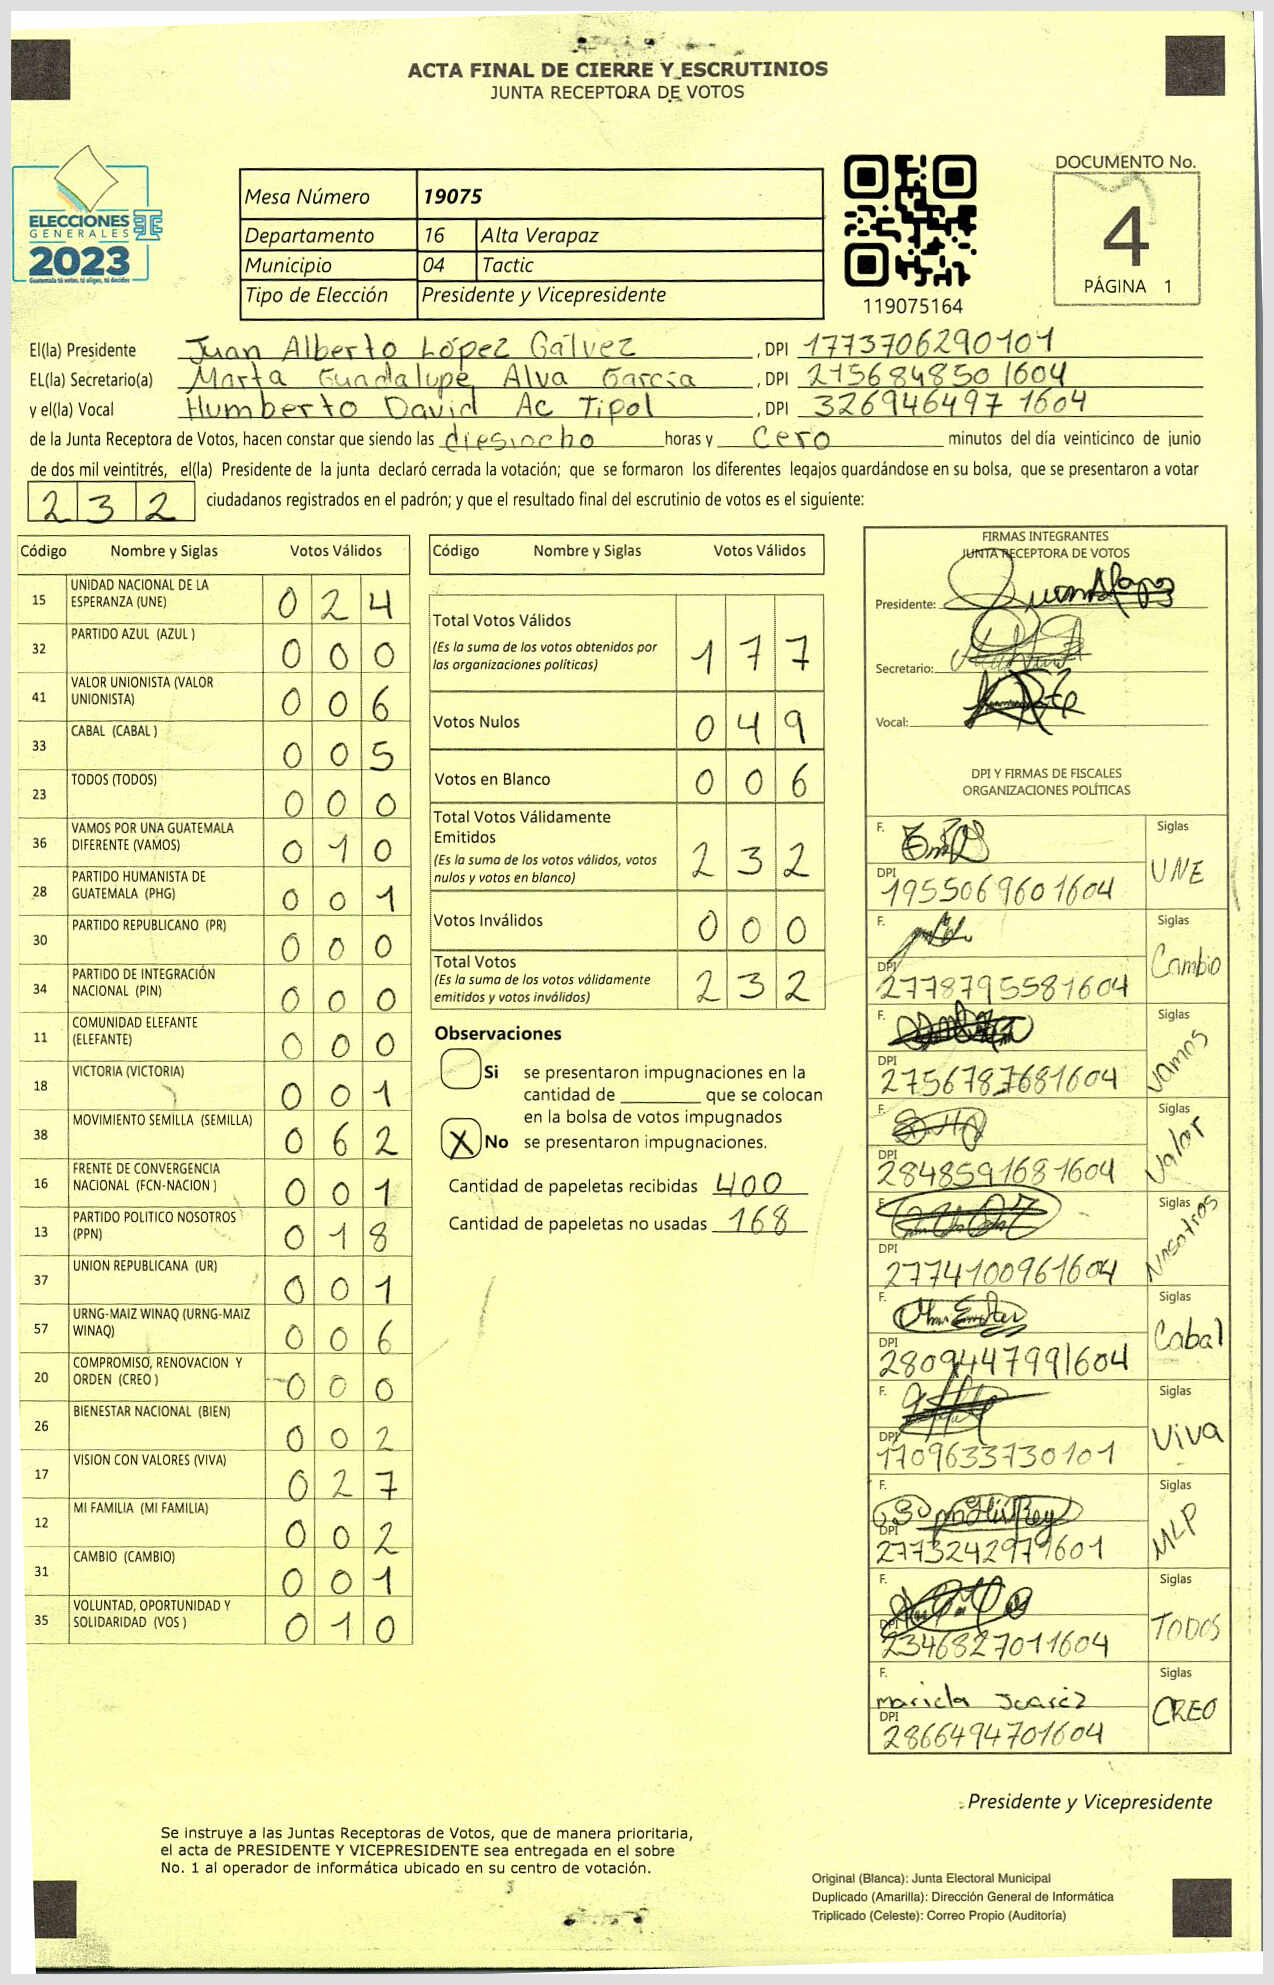 ACTA FINAL DE CIERRE Y ESCRUTINIOS
JUNTA RECEPTORA DE VOTOS
ELECCIONES
GENERALES
2023
Guatemala tú votas, tú eliges, tú decides
Mesa Número 19075
Departamento 16 Alta Verapaz
Municipio 04 Tactic
Tipo de Elección Presidente y Vicepresidente
119075164
DOCUMENTO No.
4
PÁGINA 1
El(la) Presidente Juan Alberto López Gálvez , DPI 1773706290101
EL(la) Secretario(a) Marta Guadalupe Alva García , DPI 215684850 1604
y el(la) Vocal Humberto David Ac Tipol , DPI 326946497 1604
de la Junta Receptora de Votos, hacen constar que siendo las diesiocho horas y cero minutos del día veinticinco de junio
de dos mil veintitrés, el(la) Presidente de la junta declaró cerrada la votación; que se formaron los diferentes legajos guardándose en su bolsa, que se presentaron a votar
232 ciudadanos registrados en el padrón; y que el resultado final del escrutinio de votos es el siguiente:
Código Nombre y Siglas Votos Válidos
15 UNIDAD NACIONAL DE LA ESPERANZA (UNE) 024
32 PARTIDO AZUL (AZUL ) 000
41 VALOR UNIONISTA (VALOR UNIONISTA) 006
33 CABAL (CABAL ) 005
23 TODOS (TODOS) 000
36 VAMOS POR UNA GUATEMALA DIFERENTE (VAMOS) 010
28 PARTIDO HUMANISTA DE GUATEMALA (PHG) 001
30 PARTIDO REPUBLICANO (PR) 000
34 PARTIDO DE INTEGRACIÓN NACIONAL (PIN) 000
11 COMUNIDAD ELEFANTE (ELEFANTE) 000
18 VICTORIA (VICTORIA) 001
38 MOVIMIENTO SEMILLA (SEMILLA) 062
16 FRENTE DE CONVERGENCIA NACIONAL (FCN-NACION ) 001
13 PARTIDO POLITICO NOSOTROS (PPN) 018
37 UNION REPUBLICANA (UR) 001
57 URNG-MAIZ WINAQ (URNG-MAIZ WINAQ) 006
20 COMPROMISO, RENOVACION Y ORDEN (CREO ) 000
26 BIENESTAR NACIONAL (BIEN) 002
17 VISION CON VALORES (VIVA) 027
12 MI FAMILIA (MI FAMILIA) 002
31 CAMBIO (CAMBIO) 001
35 VOLUNTAD, OPORTUNIDAD Y SOLIDARIDAD (VOS ) 010
Código Nombre y Siglas Votos Válidos
Total Votos Válidos 177
(Es la suma de los votos obtenidos por
las organizaciones políticas)
Votos Nulos 049
Votos en Blanco 006
Total Votos Válidamente
Emitidos 232
(Es la suma de los votos válidos, votos
nulos y votos en blanco)
Votos Inválidos 000
Total Votos 232
(Es la suma de los votos válidamente
emitidos y votos inválidos)
Observaciones
Si se presentaron impugnaciones en la
cantidad de ________ que se colocan
en la bolsa de votos impugnados
X No se presentaron impugnaciones.
Cantidad de papeletas recibidas 400
Cantidad de papeletas no usadas 168
FIRMAS INTEGRANTES
JUNTA RECEPTORA DE VOTOS
Presidente:
Secretario:
Vocal:
DPI Y FIRMAS DE FISCALES
ORGANIZACIONES POLÍTICAS
F. Siglas
DPI 1955069601604 UNE
F. Siglas
DPI 2778795581604 Cambio
F. Siglas
DPI 2756787681604 Vamos
F. Siglas
DPI 2848591681604 Valor
F. Siglas
DPI 2774100961604 Nosotros
F. Siglas
DPI 2809447991604 Cabal
F. Siglas
DPI 1709633730101 Viva
F. Siglas
DPI 2773242971601 MLP
F. Siglas
DPI 2346827011604 TODOS
F. Mariela Juarez Siglas
DPI 2866494701604 CREO
Presidente y Vicepresidente
Se instruye a las Juntas Receptoras de Votos, que de manera prioritaria,
el acta de PRESIDENTE Y VICEPRESIDENTE sea entregada en el sobre
No. 1 al operador de informática ubicado en su centro de votación.
Original (Blanca): Junta Electoral Municipal
Duplicado (Amarilla): Dirección General de Informática
Triplicado (Celeste): Correo Propio (Auditoría)